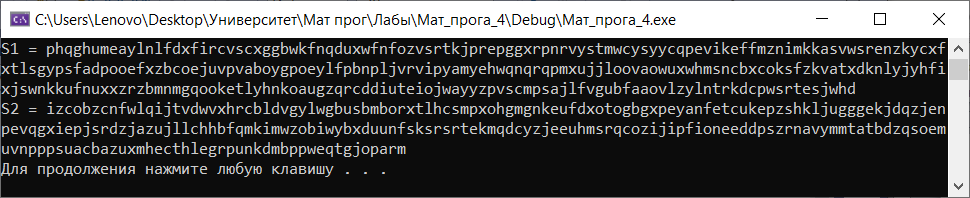 C:\Users\Lenovo\Desktop\Университет\Мат прог\Лабы\Мат_прога_4\Debug\Мат_прога_4.exe
S1 = phqghumeaylnlfdxfircvscxggbwkfnqduxwfnfozvsrtkjprepggxrpnrvystmwcysyycqpevikeffmznimkkasvwsrenzkycxf
xtlsgypsfadpooefxzbcoejuvpvaboygpoeylfpbnpljvrvipyamyehwqnqrqpmxujjloovaowuxwhmsncbxcoksfzkvatxdknlyjyhfi
xjswnkkufnuxxzrzbmnmgqooketlyhnkoaugzqrcddiuteiojwayyzpvscmpsajlfvgubfaaovlzylntrkdcpwsrtesjwhd
S2 = izcobzcnfwlqijtvdwvxhrcbldvgylwgbusbmborxtlhcsmpxohgmgnkeufdxotogbgxpeyanfetcukepzshkljugggekjdqzjen
pevqgxiepjsrdzjazujllchhbfqmkimwzobiwybxduunfsksrsrtekmqdcyzjeeuhmsrqcozijipfioneeddpszrnavymmtatbdzqsoem
uvnpppsuacbazuxmhecthlegrpunkdmbppweqtgjoparm
Для продолжения нажмите любую клавишу . . .